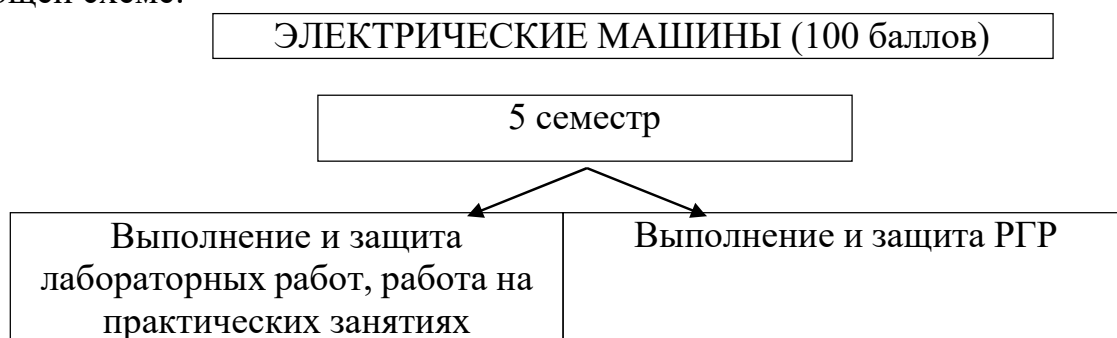 ЭЛЕКТРИЧЕСКИЕ МАШИНЫ (100 баллов)
5 семестр
Выполнение и защита
лабораторных работ, работа на
практических занятиях
Выполнение и защита РГР